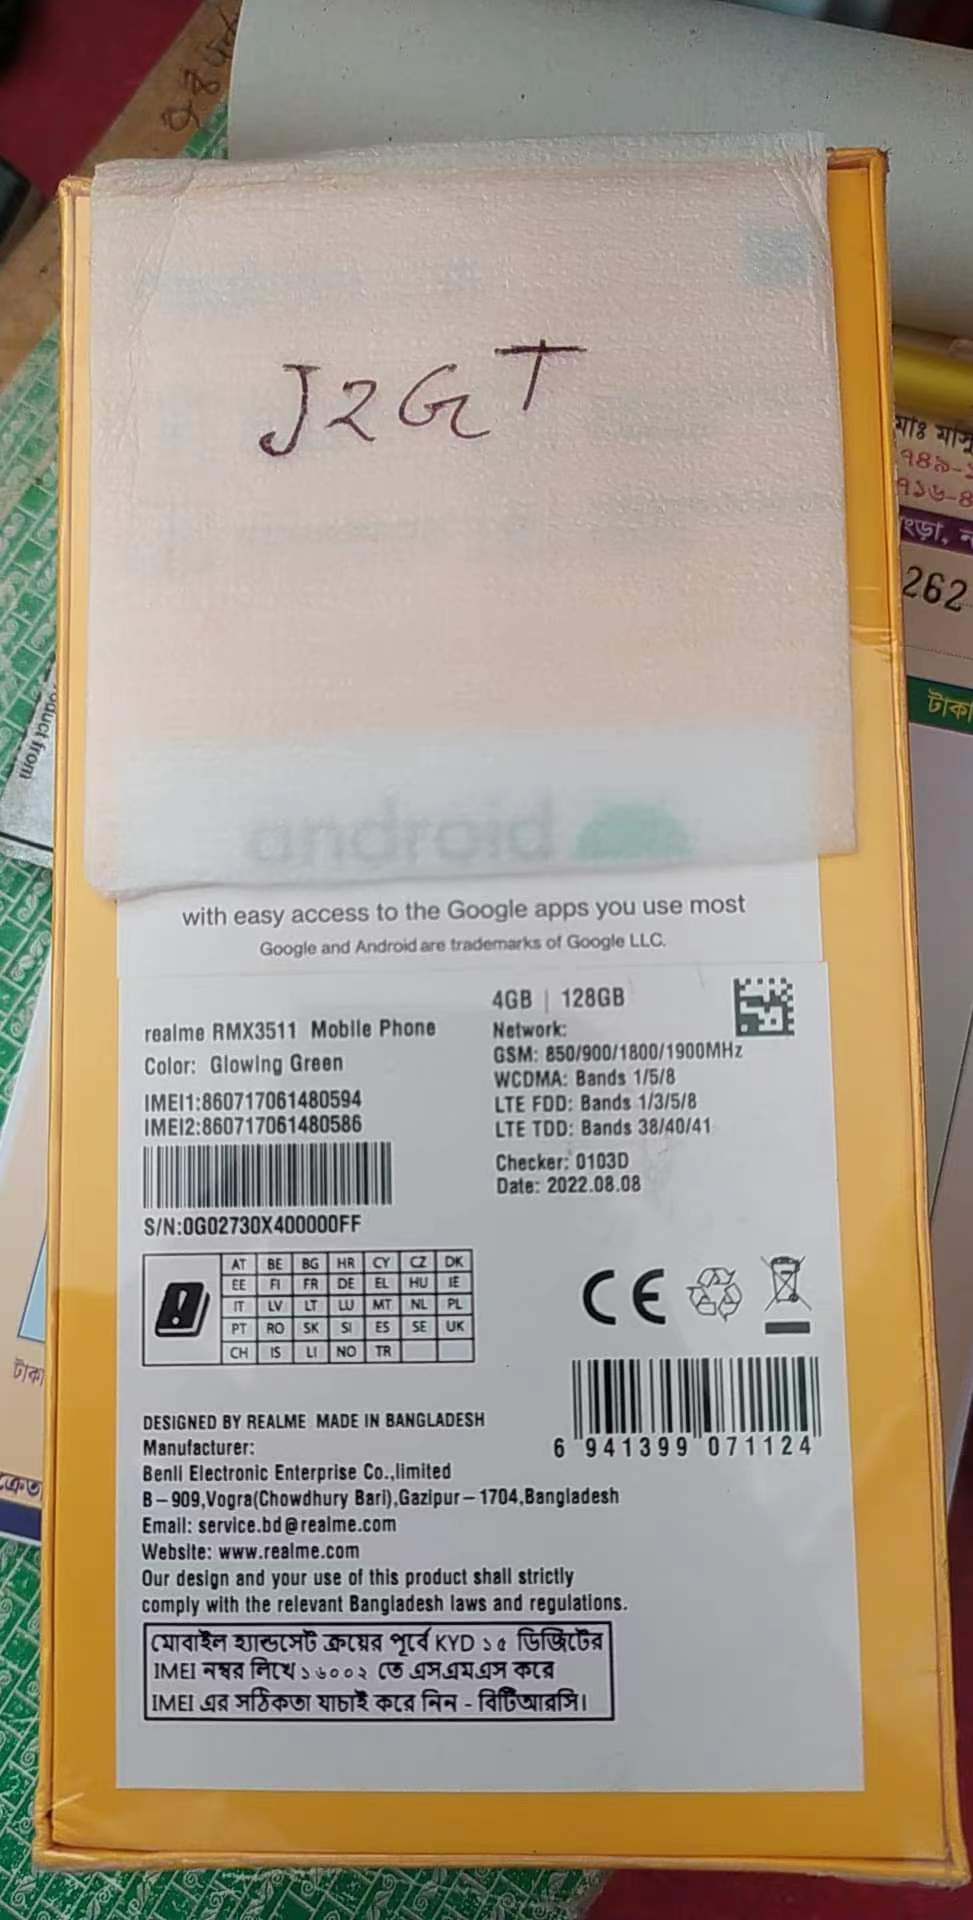 J2GT
android
with easy access to the Google apps you use most
Google and Android are trademarks of Google LLC.
4GB | 128GB
realme RMX3511 Mobile Phone
Color: Glowing Green
IMEI1:860717061480594
IMEI2:860717061480586
S/N:0G02730X400000FF
Network:
GSM: 850/900/1800/1900MHz
WCDMA: Bands 1/5/8
LTE FDD: Bands 1/3/5/8
LTE TDD: Bands 38/40/41
Checker: 0103D
Date: 2022.08.08
AT BE BG HR CY CZ DK
EE FI FR DE EL HU IE
IT LV LT LU MT NL PL
PT RO SK SI ES SE UK
CH IS LI NO TR
CE
6 941399 071124
DESIGNED BY REALME MADE IN BANGLADESH
Manufacturer:
Benli Electronic Enterprise Co.,limited
B-909,Vogra(Chowdhury Bari),Gazipur-1704,Bangladesh
Email: service.bd@realme.com
Website: www.realme.com
Our design and your use of this product shall strictly
comply with the relevant Bangladesh laws and regulations.
মোবাইল হ্যান্ডসেট ক্রয়ের পূর্বে KYD ১৫ ডিজিটের
IMEI নম্বর লিখে ১৬০০২ তে এসএমএস করে
IMEI এর সঠিকতা যাচাই করে নিন - বিটিআরসি।
262
টাকা
from
টাকা